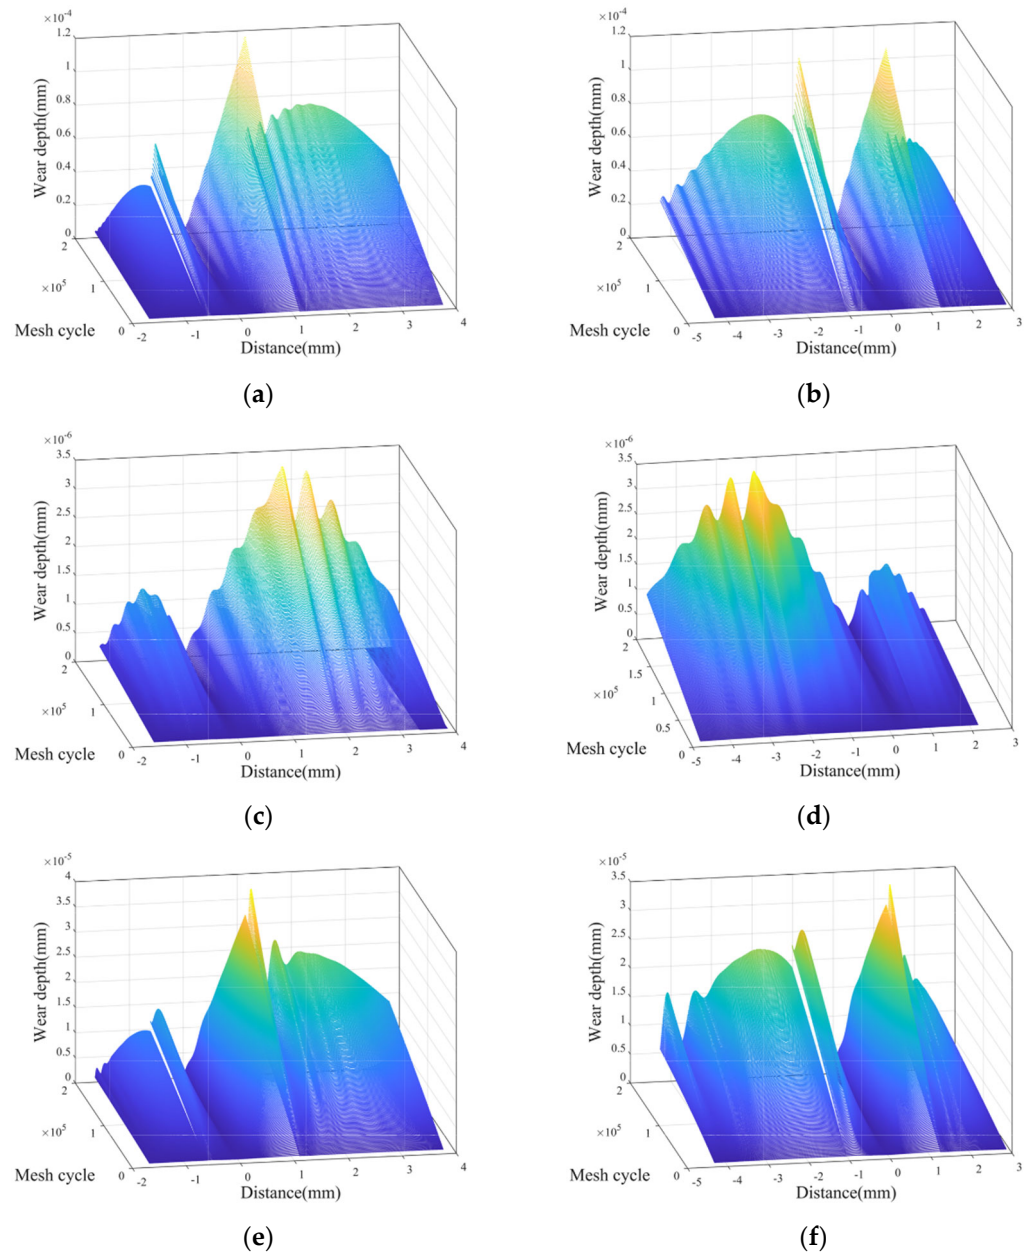 ×10-4
1.2
1
0.8
0.6
0.4
0.2
0
Wear depth(mm)
2
1
0
×105
Mesh cycle
-2 -1 0 1 2 3 4
Distance(mm)
(a)
×10-4
1.2
1
0.8
0.6
0.4
0.2
0
Wear depth(mm)
2
1
0
×105
Mesh cycle
-5 -4 -3 -2 -1 0 1 2 3
Distance(mm)
(b)
×10-6
3.5
3
2.5
2
1.5
1
0.5
0
Wear depth(mm)
2
1
0
×105
Mesh cycle
-2 -1 0 1 2 3 4
Distance(mm)
(c)
×10-6
3.5
3
2.5
2
1.5
1
0.5
0
Wear depth(mm)
2
1.5
1
0.5
0
×105
Mesh cycle
-5 -4 -3 -2 -1 0 1 2 3
Distance(mm)
(d)
×10-5
4
3.5
3
2.5
2
1.5
1
0.5
0
Wear depth(mm)
2
1
0
×105
Mesh cycle
-2 -1 0 1 2 3 4
Distance(mm)
(e)
×10-5
3.5
3
2.5
2
1.5
1
0.5
0
Wear depth(mm)
2
1
0
×105
Mesh cycle
-5 -4 -3 -2 -1 0 1 2 3
Distance(mm)
(f)